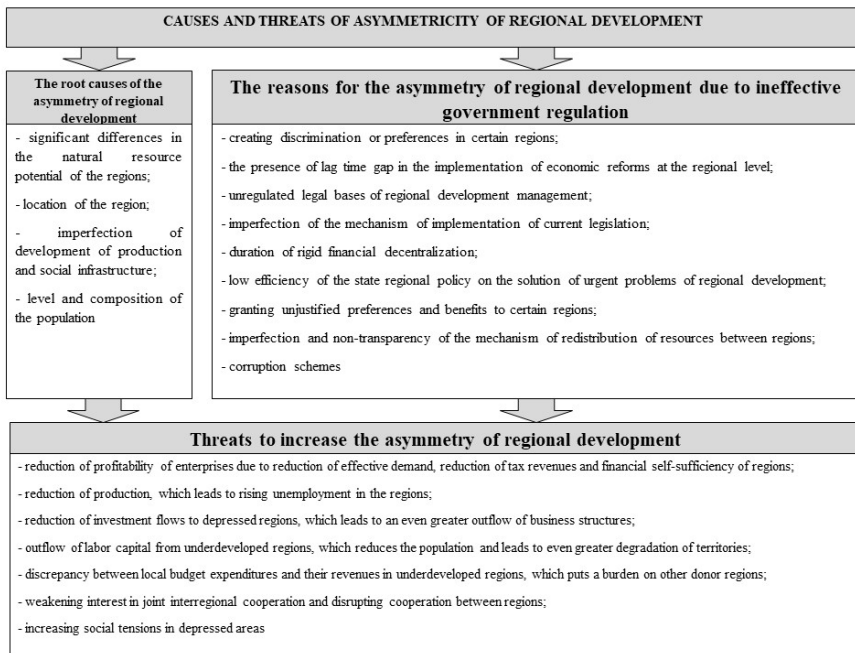 CAUSES AND THREATS OF ASYMMETRICITY OF REGIONAL DEVELOPMENT
The root causes of the
asymmetry of regional
development
- significant differences in
the natural resource
potential of the regions;
- location of the region;
- imperfection of
development of production
and social infrastructure;
- level and composition of
the population
The reasons for the asymmetry of regional development due to ineffective
government regulation
- creating discrimination or preferences in certain regions;
- the presence of lag time gap in the implementation of economic reforms at the regional level;
- unregulated legal bases of regional development management;
- imperfection of the mechanism of implementation of current legislation;
- duration of rigid financial decentralization;
- low efficiency of the state regional policy on the solution of urgent problems of regional development;
- granting unjustified preferences and benefits to certain regions;
- imperfection and non-transparency of the mechanism of redistribution of resources between regions;
- corruption schemes
Threats to increase the asymmetry of regional development
- reduction of profitability of enterprises due to reduction of effective demand, reduction of tax revenues and financial self-sufficiency of regions;
- reduction of production, which leads to rising unemployment in the regions;
- reduction of investment flows to depressed regions, which leads to an even greater outflow of business structures;
- outflow of labor capital from underdeveloped regions, which reduces the population and leads to even greater degradation of territories;
- discrepancy between local budget expenditures and their revenues in underdeveloped regions, which puts a burden on other donor regions;
- weakening interest in joint interregional cooperation and disrupting cooperation between regions;
- increasing social tensions in depressed areas